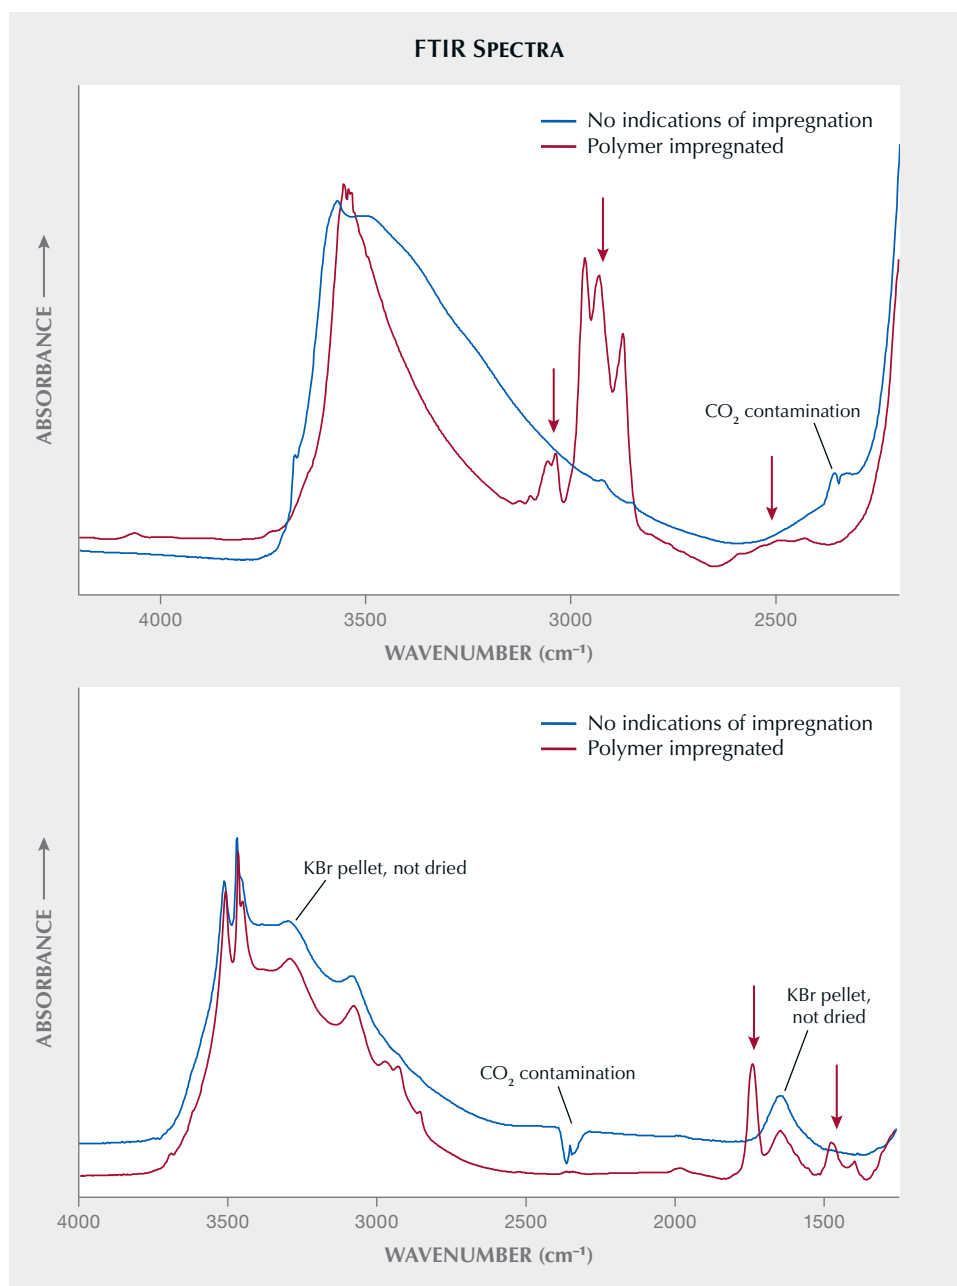 FTIR SPECTRA
No indications of impregnation
Polymer impregnated
CO2 contamination
ABSORBANCE
4000 3500 3000 2500
WAVENUMBER (cm⁻¹)
No indications of impregnation
Polymer impregnated
KBr pellet, not dried
KBr pellet,
not dried
CO2 contamination
ABSORBANCE
4000 3500 3000 2500 2000 1500
WAVENUMBER (cm⁻¹)